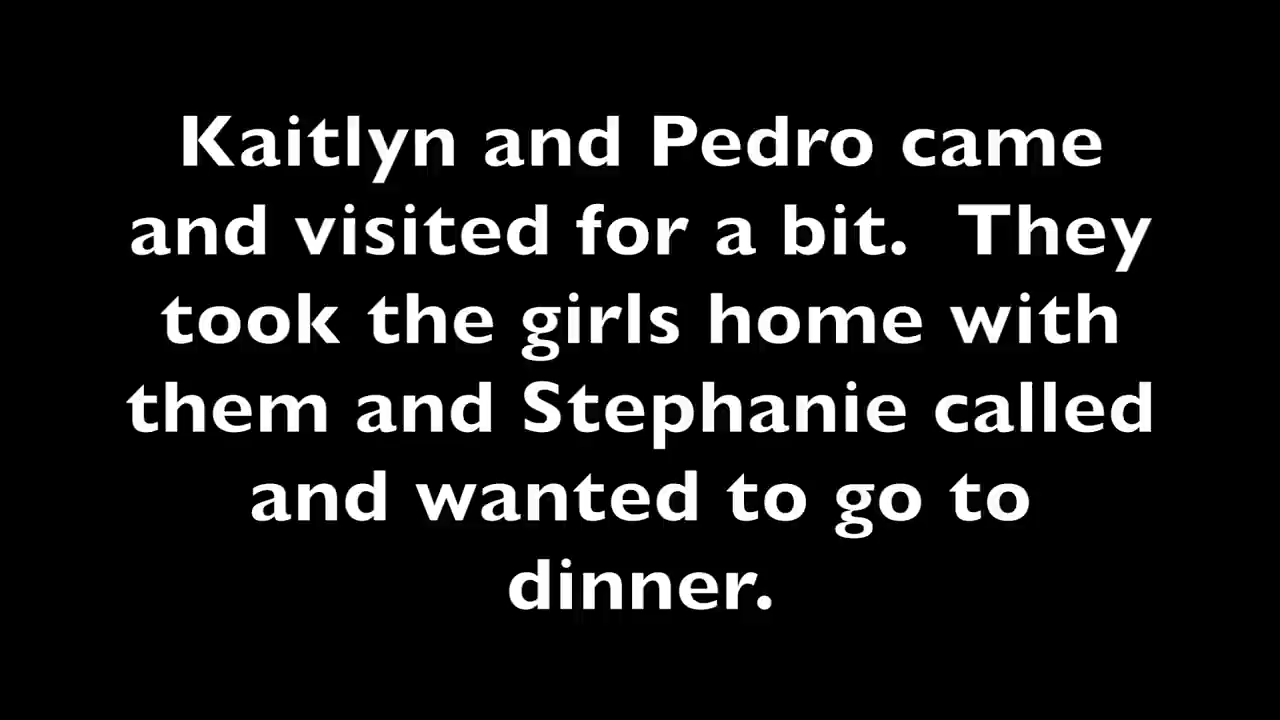 Kaitlyn and Pedro came
and visited for a bit.  They
took the girls home with
them and Stephanie called
and wanted to go to
dinner.